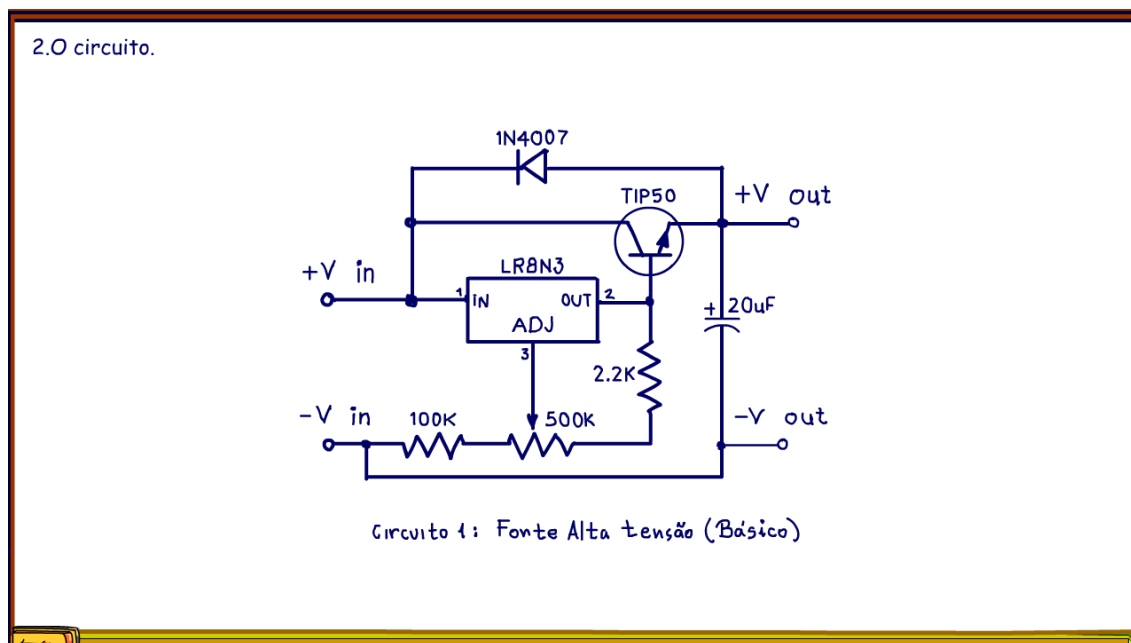 2.O circuito.
1N4007
TIP50
+V out
+V in
LR8N3
1 IN OUT 2
ADJ
3
+ 20uF
2.2K
-V in
100K
500K
-V out
Circuito 1: Fonte Alta tensão (Básico)